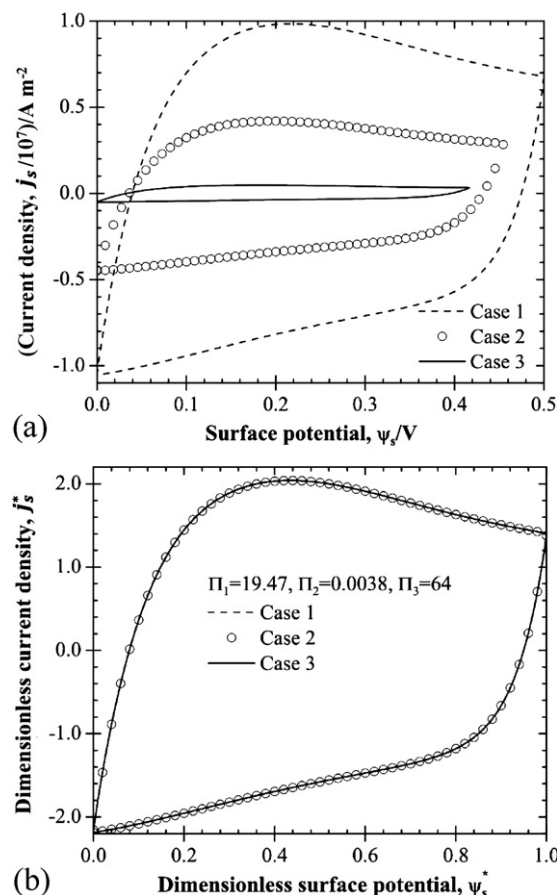 1.0
0.5
0.0
-0.5
-1.0
(Current density, j_s/10^7)/A m^-2
Case 1
Case 2
Case 3
0.0 0.1 0.2 0.3 0.4 0.5
(a)
Surface potential, ψ_s/V
2.0
1.0
0.0
-1.0
-2.0
Dimensionless current density, j_s^*
Π_1=19.47, Π_2=0.0038, Π_3=64
Case 1
Case 2
Case 3
0.0 0.2 0.4 0.6 0.8 1.0
(b)
Dimensionless surface potential, ψ_s^*